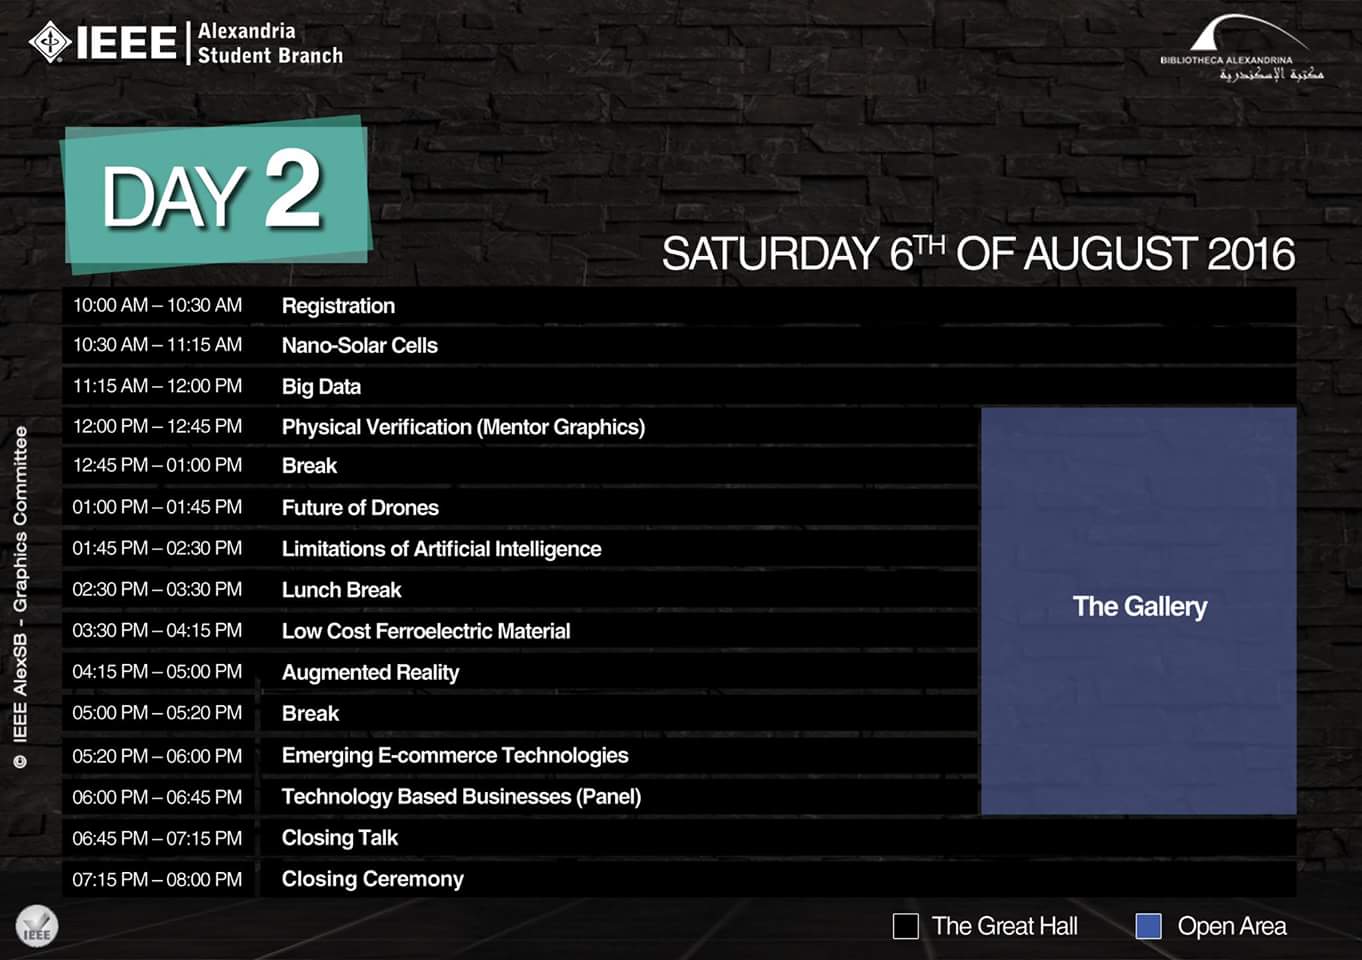 IEEE
Alexandria
Student Branch
BIBLIOTHECA ALEXANDRINA
مكتبة الإسكندرية
DAY 2
SATURDAY 6TH OF AUGUST 2016
10:00 AM – 10:30 AM Registration
10:30 AM – 11:15 AM Nano-Solar Cells
11:15 AM – 12:00 PM Big Data
12:00 PM – 12:45 PM Physical Verification (Mentor Graphics)
12:45 PM – 01:00 PM Break
01:00 PM – 01:45 PM Future of Drones
01:45 PM – 02:30 PM Limitations of Artificial Intelligence
02:30 PM – 03:30 PM Lunch Break
03:30 PM – 04:15 PM Low Cost Ferroelectric Material
04:15 PM – 05:00 PM Augmented Reality
05:00 PM – 05:20 PM Break
05:20 PM – 06:00 PM Emerging E-commerce Technologies
06:00 PM – 06:45 PM Technology Based Businesses (Panel)
06:45 PM – 07:15 PM Closing Talk
07:15 PM – 08:00 PM Closing Ceremony
The Gallery
The Great Hall
Open Area
© IEEE AlexSB - Graphics Committee
IEEE